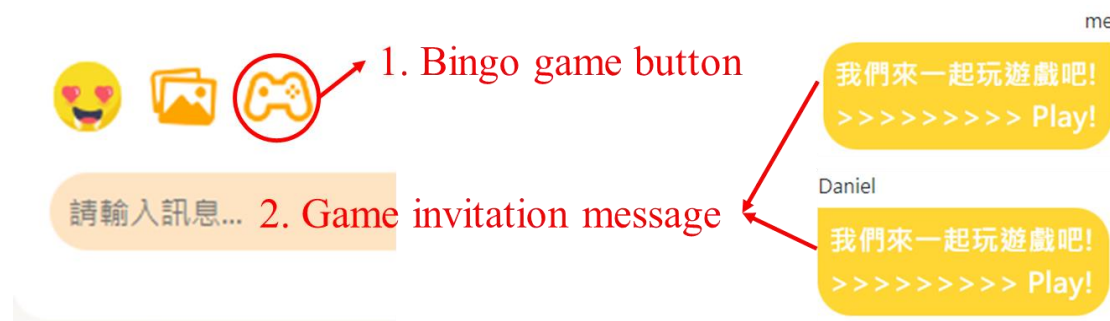 1. Bingo game button
請輸入訊息...
2. Game invitation message
me
我們來一起玩遊戲吧!
>>>>>>>>> Play!
Daniel
我們來一起玩遊戲吧!
>>>>>>>>> Play!